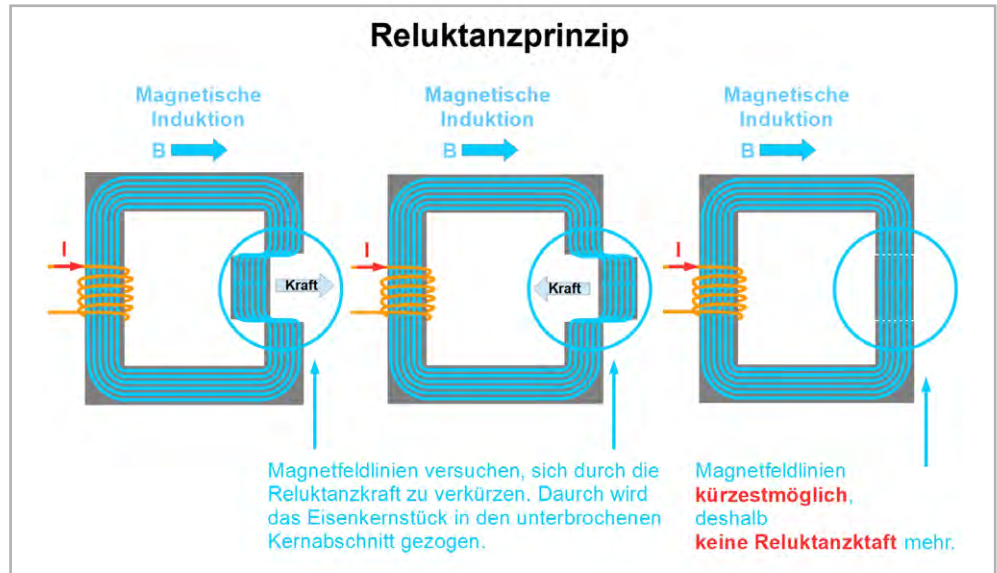 Reluktanzprinzip
Magnetische
Induktion
B
I
Kraft
Magnetische
Induktion
B
I
Kraft
Magnetische
Induktion
B
I
Magnetfeldlinien versuchen, sich durch die
Reluktanzkraft zu verkürzen. Daurch wird
das Eisenkernstück in den unterbrochenen
Kernabschnitt gezogen.
Magnetfeldlinien
kürzestmöglich,
deshalb
keine Reluktanzktaft mehr.